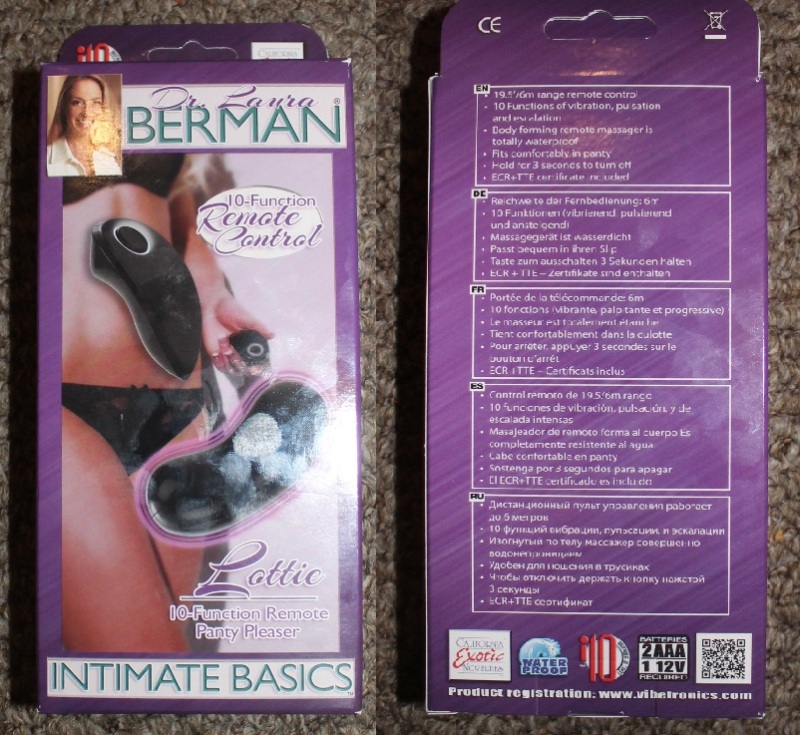 i10
CALIFORNIA
Dr. Laura
BERMAN®
10-Function
Remote
Control
Lottie
10-Function Remote
Panty Pleaser
INTIMATE BASICS™
CE
EN
• 19.5'/6m range remote control
• 10 Functions of vibration, pulsation
and escalation
• Body forming remote massager is
totally waterproof
• Fits comfortably in panty
• Hold for 3 seconds to turn off
• ECR+TTE certificate included
DE
• Reichweite der Fernbedienung: 6m
• 10 Funktionen (vibrierend, pulsierend
und ansteigend)
• Massagegerät ist wasserdicht
• Passt bequem in ihren Slip
• Taste zum ausschalten 3 Sekunden halten
• ECR + TTE – Zertifikate sind enthalten
FR
• Portée de la télécommande: 6m
• 10 fonctions (vibrante, palpitante et progressive)
• Le masseur est totalement étanche
• Tient confortablement dans la culotte
• Pour arrêter, appuyer 3 secondes sur le
bouton d'arrêt
• ECR +TTE – Certificats inclus
ES
• Control remoto de 19.5'/6m rango
• 10 funciones de vibración, pulsación, y de
escalada intensas
• Masajeador de remoto forma al cuerpo Es
completamente resistente al agua
• Cabe confortable en panty
• Sostenga por 3 segundos para apagar
• El ECR+TTE certificado es incluido
RU
• Дистанционный пульт управления работает
до 6 метров
• 10 функций вибрации, пульсации, и эскалации
• Изогнутый по телу массажер совершенно
водонепроницаем
• Удобен для ношения в трусиках
• Чтобы отключить держать кнопку нажатой
3 секунды
• ECR+TTE сертификат
CALIFORNIA
Exotic
NOVELTIES
WATER
PROOF
i10
BATTERIES
2 AAA
1 12V
REQUIRED
Product registration: www.vibetronics.com